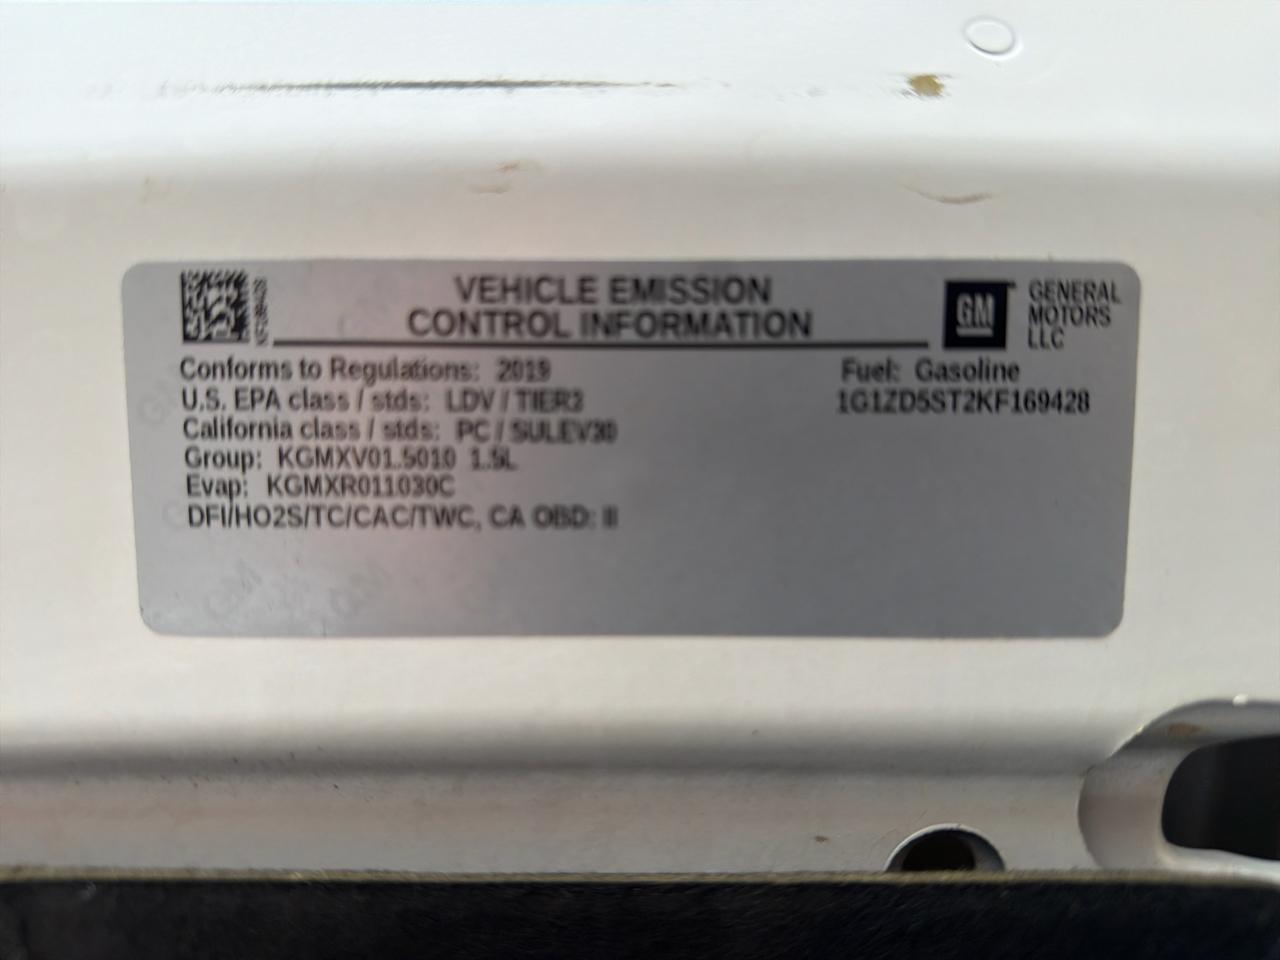 VEHICLE EMISSION
CONTROL INFORMATION
GM
GENERAL
MOTORS
LLC
Conforms to Regulations: 2019
Fuel: Gasoline
U.S. EPA class / stds: LDV / TIER3
1G1ZD5ST2KF169428
California class / stds: PC / SULEV30
Group: KGMXV01.5010 1.5L
Evap: KGMXR011030C
DFI/HO2S/TC/CAC/TWC, CA OBD: II
GM
GM